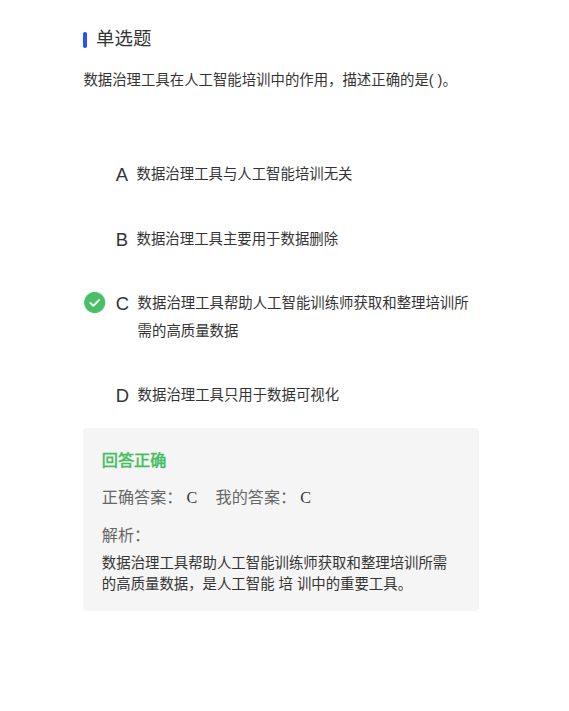 单选题
数据治理工具在人工智能培训中的作用，描述正确的是( )。
A 数据治理工具与人工智能培训无关
B 数据治理工具主要用于数据删除
C 数据治理工具帮助人工智能训练师获取和整理培训所
需的高质量数据
D 数据治理工具只用于数据可视化
回答正确
正确答案： C 我的答案： C
解析：
数据治理工具帮助人工智能训练师获取和整理培训所需
的高质量数据，是人工智能 培 训中的重要工具。